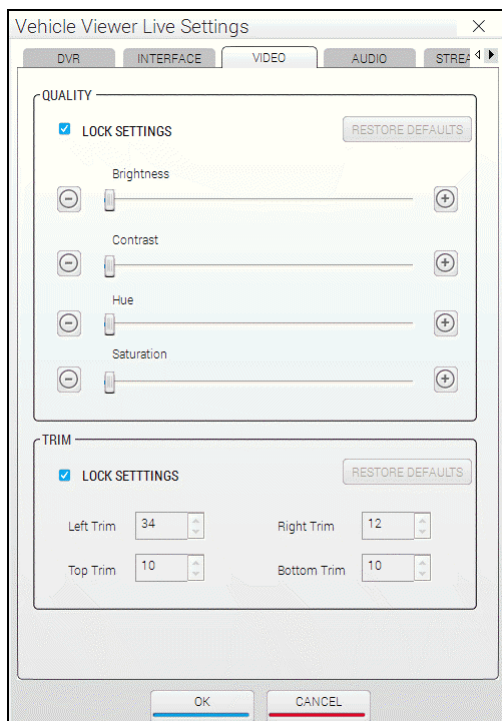 Vehicle Viewer Live Settings
DVR INTERFACE VIDEO AUDIO STREA
QUALITY
LOCK SETTINGS RESTORE DEFAULTS
Brightness
Contrast
Hue
Saturation
TRIM
LOCK SETTTINGS RESTORE DEFAULTS
Left Trim 34 Right Trim 12
Top Trim 10 Bottom Trim 10
OK CANCEL